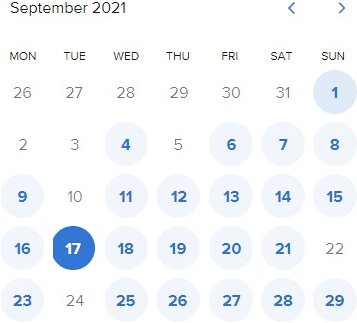 September 2021
MON TUE WED THU FRI SAT SUN
26 27 28 29 30 31 1
2 3 4 5 6 7 8
9 10 11 12 13 14 15
16 17 18 19 20 21 22
23 24 25 26 27 28 29